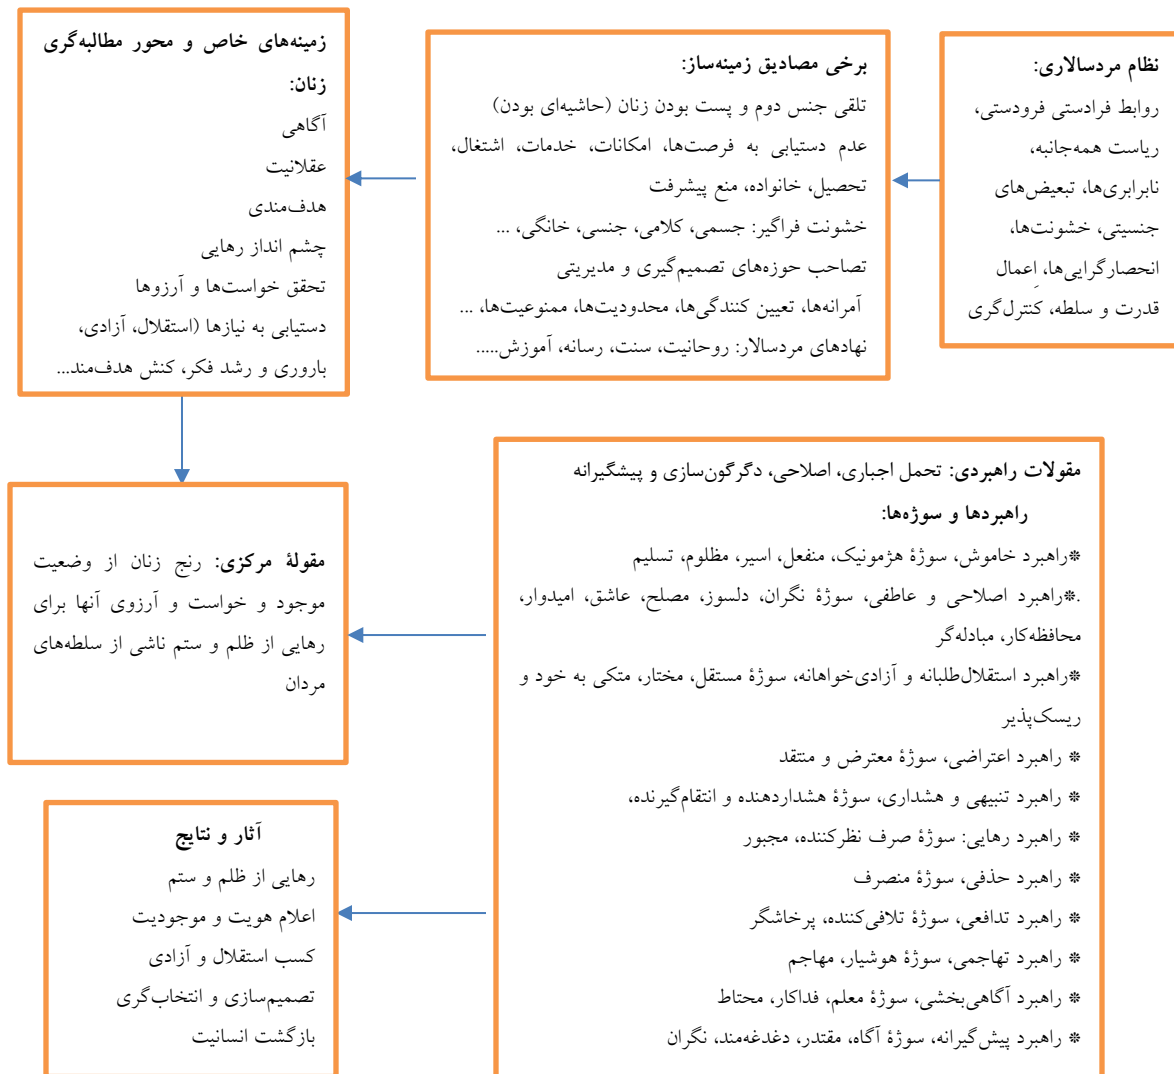 نظام مردسالاری:
روابط فرادستی فرودستی،
ریاست همه‌جانبه،
نابرابری‌ها، تبعیض‌های
جنسیتی، خشونت‌ها،
انحصارگرایی‌ها، اِعمال
قدرت و سلطه، کنترل‌گری
برخی مصادیق زمینه‌ساز:
تلقی جنس دوم و پست بودن زنان (حاشیه‌ای بودن)
عدم دستیابی به فرصت‌ها، امکانات، خدمات، اشتغال،
تحصیل، خانواده، منع پیشرفت
خشونت فراگیر: جسمی، کلامی، جنسی، خانگی، ...
تصاحب حوزه‌های تصمیم‌گیری و مدیریتی
آمرانه‌ها، تعیین کنندگی‌ها، محدودیت‌ها، ممنوعیت‌ها، ...
نهادهای مردسالار: روحانیت، سنت، رسانه، آموزش.....
زمینه‌های خاص و محور مطالبه‌گری
زنان:
آگاهی
عقلانیت
هدف‌مندی
چشم انداز رهایی
تحقق خواست‌ها و آرزوها
دستیابی به نیازها (استقلال، آزادی،
باروری و رشد فکر، کنش هدف‌مند...
مقولهٔ مرکزی: رنج زنان از وضعیت
موجود و خواست و آرزوی آنها برای
رهایی از ظلم و ستم ناشی از سلطه‌های
مردان
مقولات راهبردی: تحمل اجباری، اصلاحی، دگرگون‌سازی و پیشگیرانه
راهبردها و سوژه‌ها:
❊راهبرد خاموش، سوژهٔ هژمونیک، منفعل، اسیر، مظلوم، تسلیم
.❊راهبرد اصلاحی و عاطفی، سوژهٔ نگران، دلسوز، مصلح، عاشق، امیدوار،
محافظه‌کار، مبادله‌گر
❊راهبرد استقلال‌طلبانه و آزادی‌خواهانه، سوژهٔ مستقل، مختار، متکی به خود و
ریسک‌پذیر
❊ راهبرد اعتراضی، سوژهٔ معترض و منتقد
❊ راهبرد تنبیهی و هشداری، سوژهٔ هشداردهنده و انتقام‌گیرنده،
❊ راهبرد رهایی: سوژهٔ صرف نظرکننده، مجبور
❊ راهبرد حذفی، سوژهٔ منصرف
❊ راهبرد تدافعی، سوژهٔ تلافی‌کننده، پرخاشگر
❊ راهبرد تهاجمی، سوژهٔ هوشیار، مهاجم
❊ راهبرد آگاهی‌بخشی، سوژهٔ معلم، فداکار، محتاط
❊ راهبرد پیش‌گیرانه، سوژهٔ آگاه، مقتدر، دغدغه‌مند، نگران
آثار و نتایج
رهایی از ظلم و ستم
اعلام هویت و موجودیت
کسب استقلال و آزادی
تصمیم‌سازی و انتخاب‌گری
بازگشت انسانیت